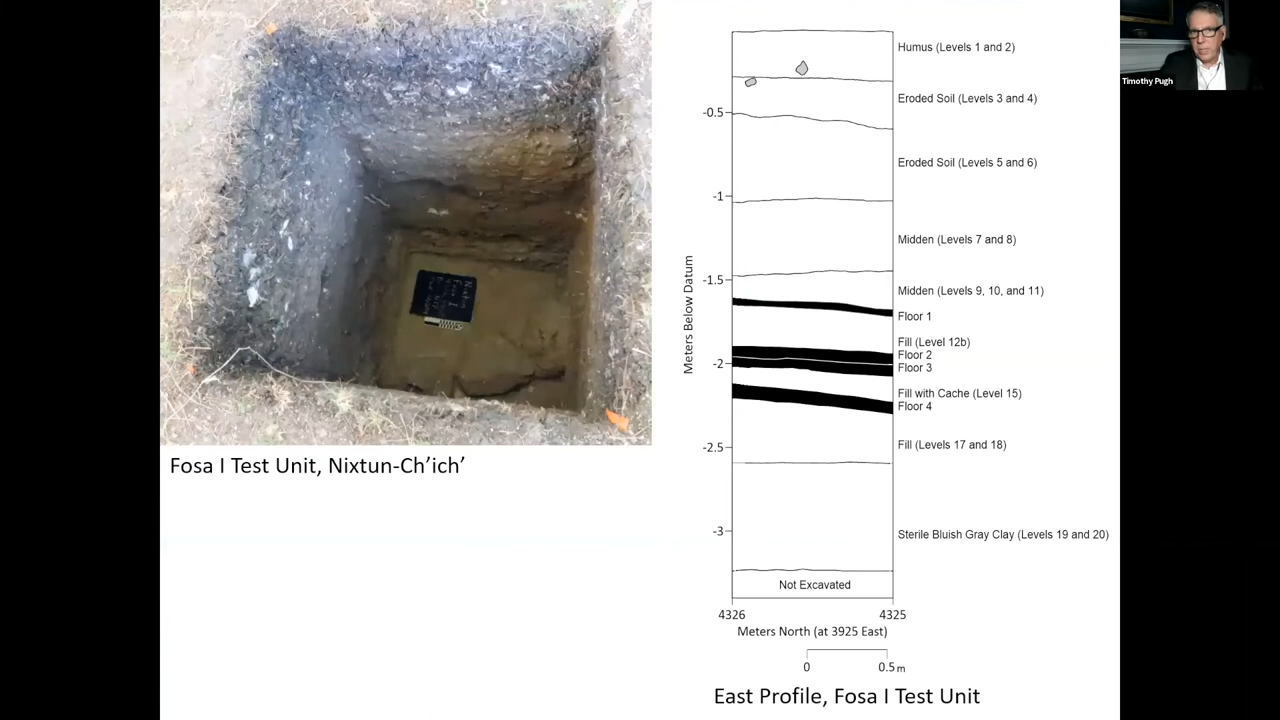 Timothy Pugh
Humus (Levels 1 and 2)
Eroded Soil (Levels 3 and 4)
-0.5
Eroded Soil (Levels 5 and 6)
-1
Midden (Levels 7 and 8)
-1.5
Midden (Levels 9, 10, and 11)
Floor 1
Fill (Level 12b)
Floor 2
-2
Floor 3
Fill with Cache (Level 15)
Floor 4
-2.5
Fill (Levels 17 and 18)
-3
Sterile Bluish Gray Clay (Levels 19 and 20)
Not Excavated
Meters Below Datum
4326
4325
Meters North (at 3925 East)
0
0.5 m
East Profile, Fosa I Test Unit
Fosa I Test Unit, Nixtun-Ch’ich’